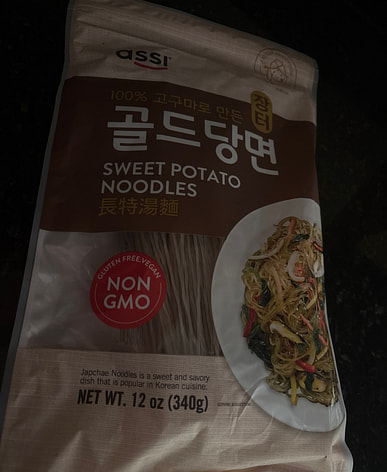 assi
100% 고구마로 만든
장터
골드당면
SWEET POTATO
NOODLES
長特湯麵
GLUTEN FREE, VEGAN
NON
GMO
Japchae Noodles is a sweet and savory
dish that is popular in Korean cuisine.
NET WT. 12 oz (340g)